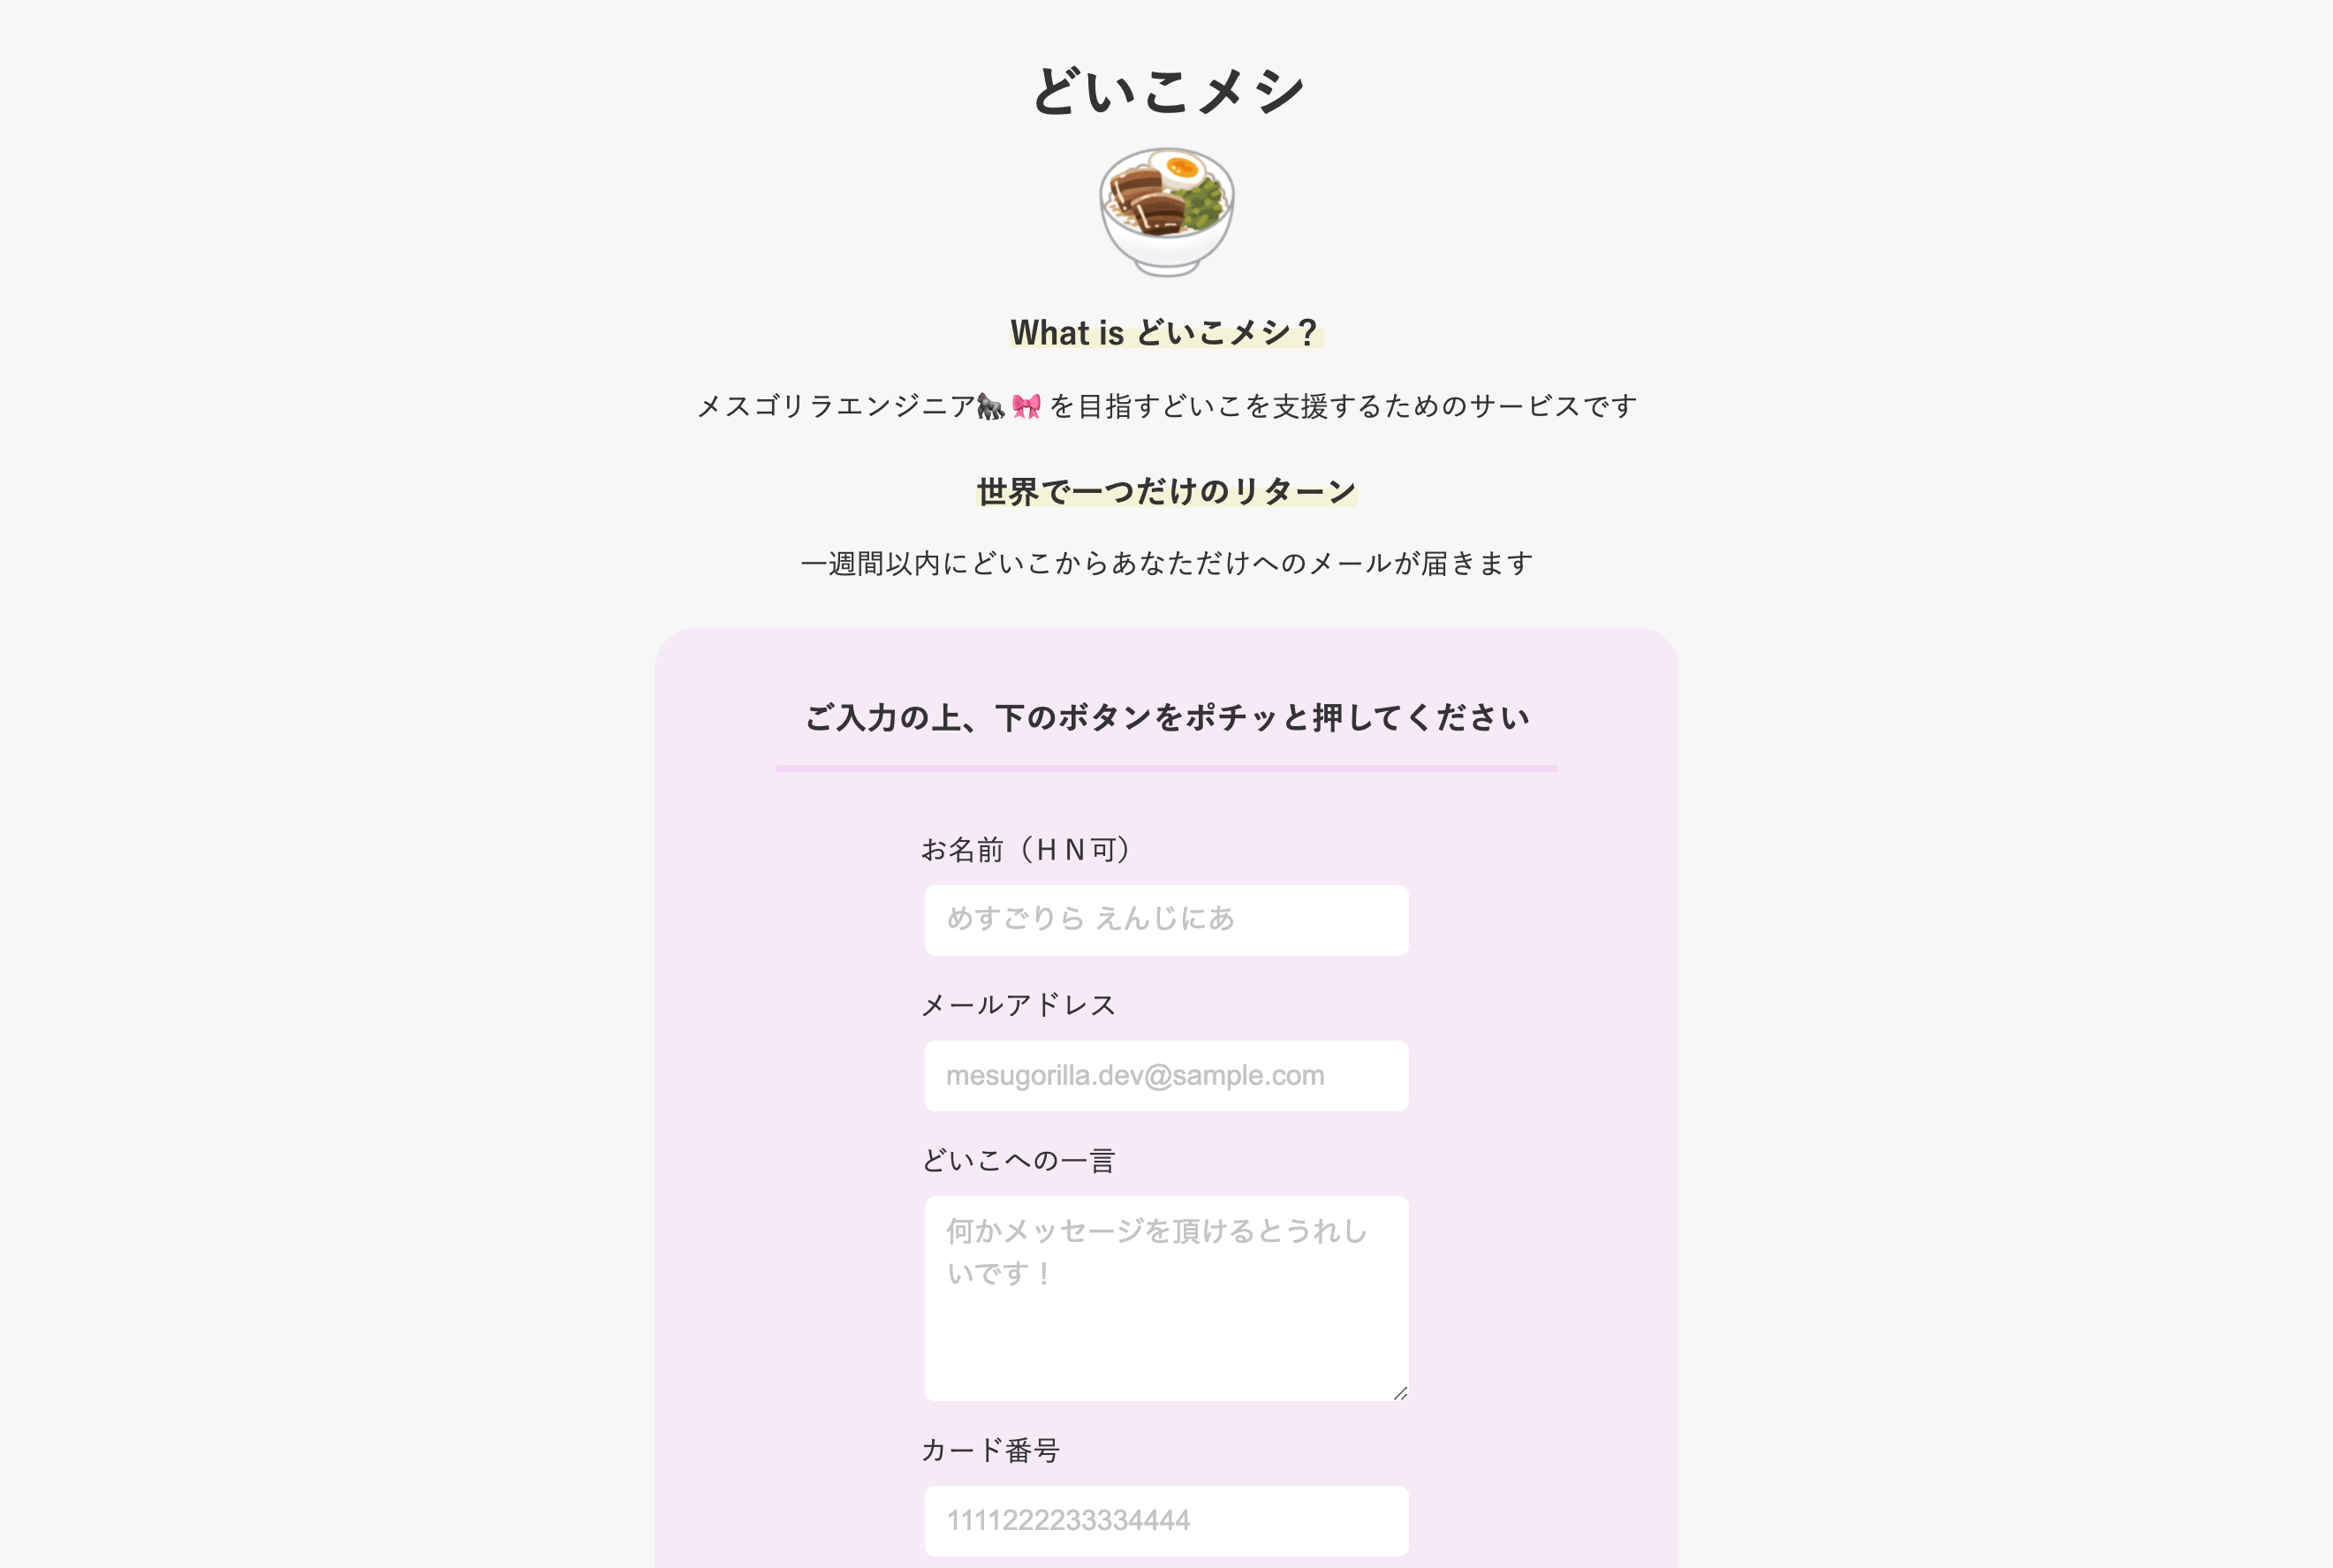 どいこメシ
What is どいこメシ？
メスゴリラエンジニア🦍🎀 を目指すどいこを支援するためのサービスです
世界で一つだけのリターン
一週間以内にどいこからあなただけへのメールが届きます
ご入力の上、下のボタンをポチッと押してください
お名前（ＨＮ可）
めすごりら えんじにあ
メールアドレス
mesugorilla.dev@sample.com
どいこへの一言
何かメッセージを頂けるとうれし
いです！
カード番号
1111222233334444